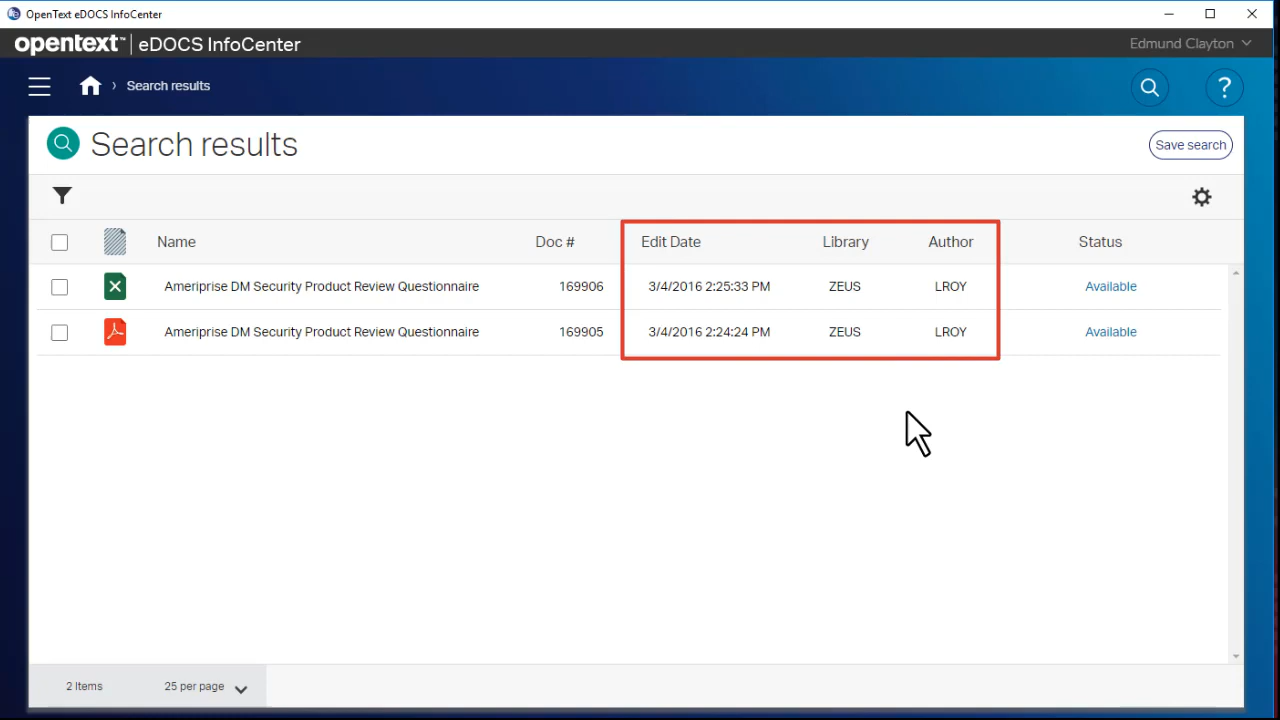 OpenText eDOCS InfoCenter
opentext™ | eDOCS InfoCenter
Edmund Clayton
Search results
?
Search results
Save search
Name Doc # Edit Date Library Author Status
Ameriprise DM Security Product Review Questionnaire 169906 3/4/2016 2:25:33 PM ZEUS LROY Available
Ameriprise DM Security Product Review Questionnaire 169905 3/4/2016 2:24:24 PM ZEUS LROY Available
2 Items 25 per page